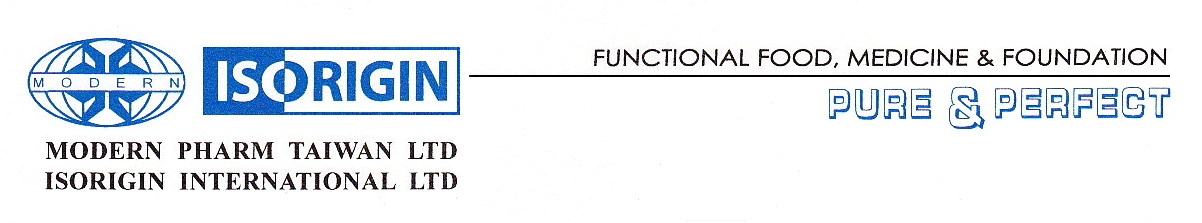 MODERN
ISORIGIN
FUNCTIONAL FOOD, MEDICINE & FOUNDATION
PURE & PERFECT
MODERN PHARM TAIWAN LTD
ISORIGIN INTERNATIONAL LTD